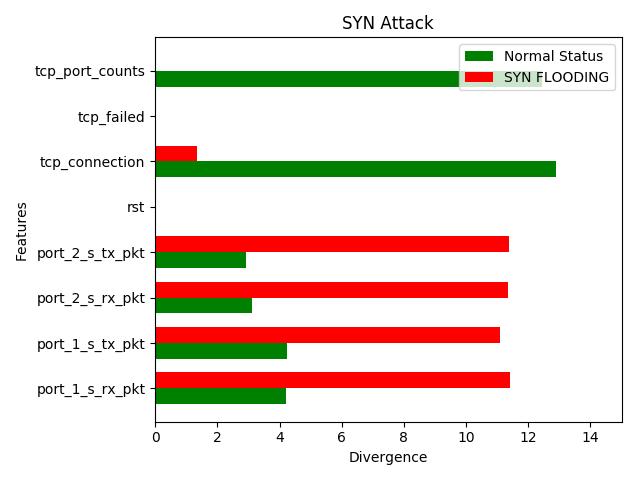 SYN Attack
Normal Status
SYN FLOODING
tcp_port_counts
tcp_failed
tcp_connection
rst
port_2_s_tx_pkt
port_2_s_rx_pkt
port_1_s_tx_pkt
port_1_s_rx_pkt
Features
0 2 4 6 8 10 12 14
Divergence